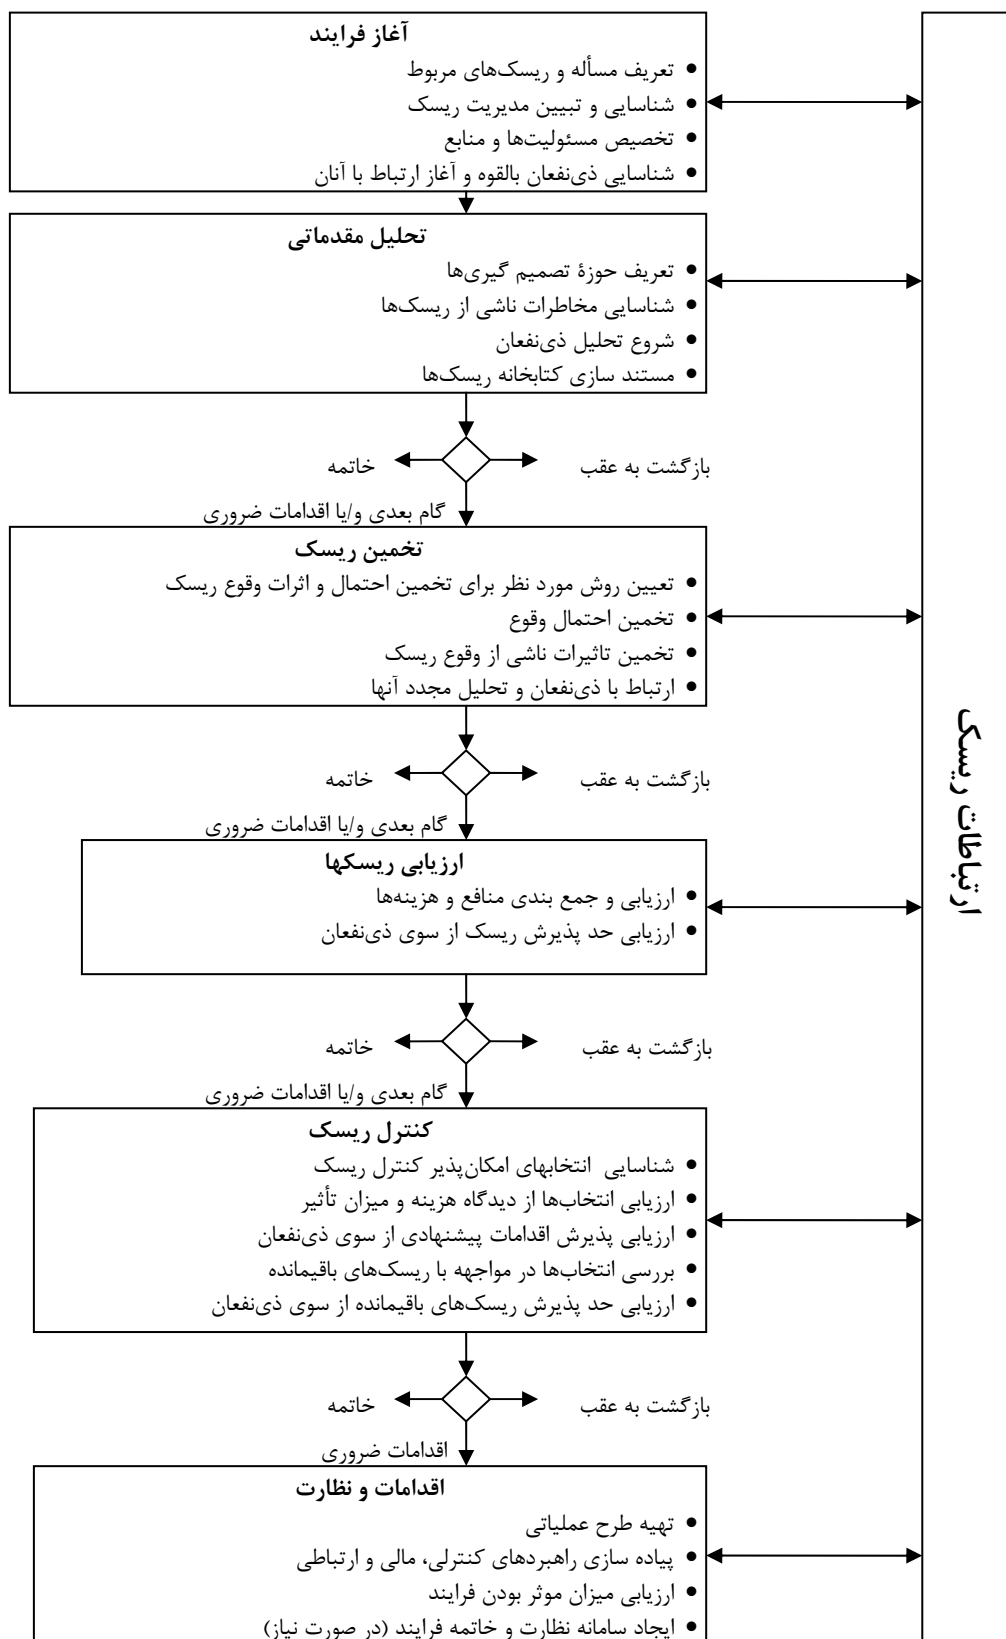 آغاز فرایند
• تعریف مسأله و ریسک‌های مربوط
• شناسایی و تبیین مدیریت ریسک
• تخصیص مسئولیت‌ها و منابع
• شناسایی ذی‌نفعان بالقوه و آغاز ارتباط با آنان
تحلیل مقدماتی
• تعریف حوزۀ تصمیم گیری‌ها
• شناسایی مخاطرات ناشی از ریسک‌ها
• شروع تحلیل ذی‌نفعان
• مستند سازی کتابخانه ریسک‌ها
بازگشت به عقب
خاتمه
گام بعدی و/یا اقدامات ضروری
تخمین ریسک
• تعیین روش مورد نظر برای تخمین احتمال و اثرات وقوع ریسک
• تخمین احتمال وقوع
• تخمین تاثیرات ناشی از وقوع ریسک
• ارتباط با ذی‌نفعان و تحلیل مجدد آنها
بازگشت به عقب
خاتمه
گام بعدی و/یا اقدامات ضروری
ارزیابی ریسکها
• ارزیابی و جمع بندی منافع و هزینه‌ها
• ارزیابی حد پذیرش ریسک از سوی ذی‌نفعان
بازگشت به عقب
خاتمه
گام بعدی و/یا اقدامات ضروری
کنترل ریسک
• شناسایی انتخابهای امکان‌پذیر کنترل ریسک
• ارزیابی انتخاب‌ها از دیدگاه هزینه و میزان تأثیر
• ارزیابی پذیرش اقدامات پیشنهادی از سوی ذی‌نفعان
• بررسی انتخاب‌ها در مواجهه با ریسک‌های باقیمانده
• ارزیابی حد پذیرش ریسک‌های باقیمانده از سوی ذی‌نفعان
بازگشت به عقب
خاتمه
اقدامات ضروری
اقدامات و نظارت
• تهیه طرح عملیاتی
• پیاده سازی راهبردهای کنترلی، مالی و ارتباطی
• ارزیابی میزان موثر بودن فرایند
• ایجاد سامانه نظارت و خاتمه فرایند (در صورت نیاز)
ارتباطات ریسک